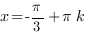 x = -π/3 + π k